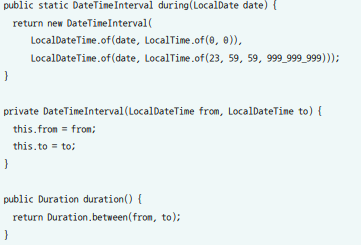 public static DateTimeInterval during(LocalDate date) {
return new DateTimeInterval(
LocalDateTime.of(date, LocalTime.of(0, 0)),
LocalDateTime.of(date, LocalTime.of(23, 59, 59, 999_999_999)));
}
private DateTimeInterval(LocalDateTime from, LocalDateTime to) {
this.from = from;
this.to = to;
}
public Duration duration() {
return Duration.between(from, to);
}